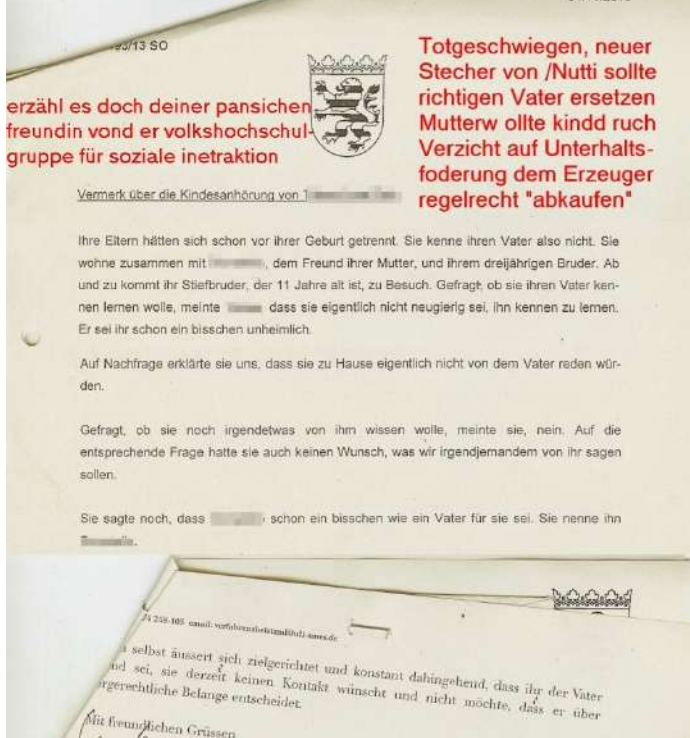 93/13 SO
Totgeschwiegen, neuer
Stecher von /Nutti sollte
richtigen Vater ersetzen
Mutterw ollte kindd ruch
Verzicht auf Unterhalts-
foderung dem Erzeuger
regelrecht "abkaufen"
erzähl es doch deiner pansichen
freundin vond er volkshochschul-
gruppe für soziale inetraktion
Vermerk über die Kindesanhörung von
Ihre Eltern hätten sich schon vor ihrer Geburt getrennt. Sie kenne ihren Vater also nicht. Sie
wohne zusammen mit , dem Freund ihrer Mutter, und ihrem dreijährigen Bruder. Ab
und zu kommt ihr Stiefbruder, der 11 Jahre alt ist, zu Besuch. Gefragt, ob sie ihren Vater ken-
nen lernen wolle, meinte dass sie eigentlich nicht neugierig sei, ihn kennen zu lernen.
Er sei ihr schon ein bisschen unheimlich.
Auf Nachfrage erklärte sie uns, dass sie zu Hause eigentlich nicht von dem Vater reden wür-
den.
Gefragt, ob sie noch irgendetwas von ihm wissen wolle, meinte sie, nein. Auf die
entsprechende Frage hatte sie auch keinen Wunsch, was wir irgendjemandem von ihr sagen
sollen.
Sie sagte noch, dass schon ein bisschen wie ein Vater für sie sei. Sie nenne ihn
selbst äussert sich zielgerichtet und konstant dahingehend, dass ihr der Vater
sei, sie derzeit keinen Kontakt wünscht und nicht möchte, dass er über
rgerechtliche Belange entscheidet.
Mit freundlichen Grüssen